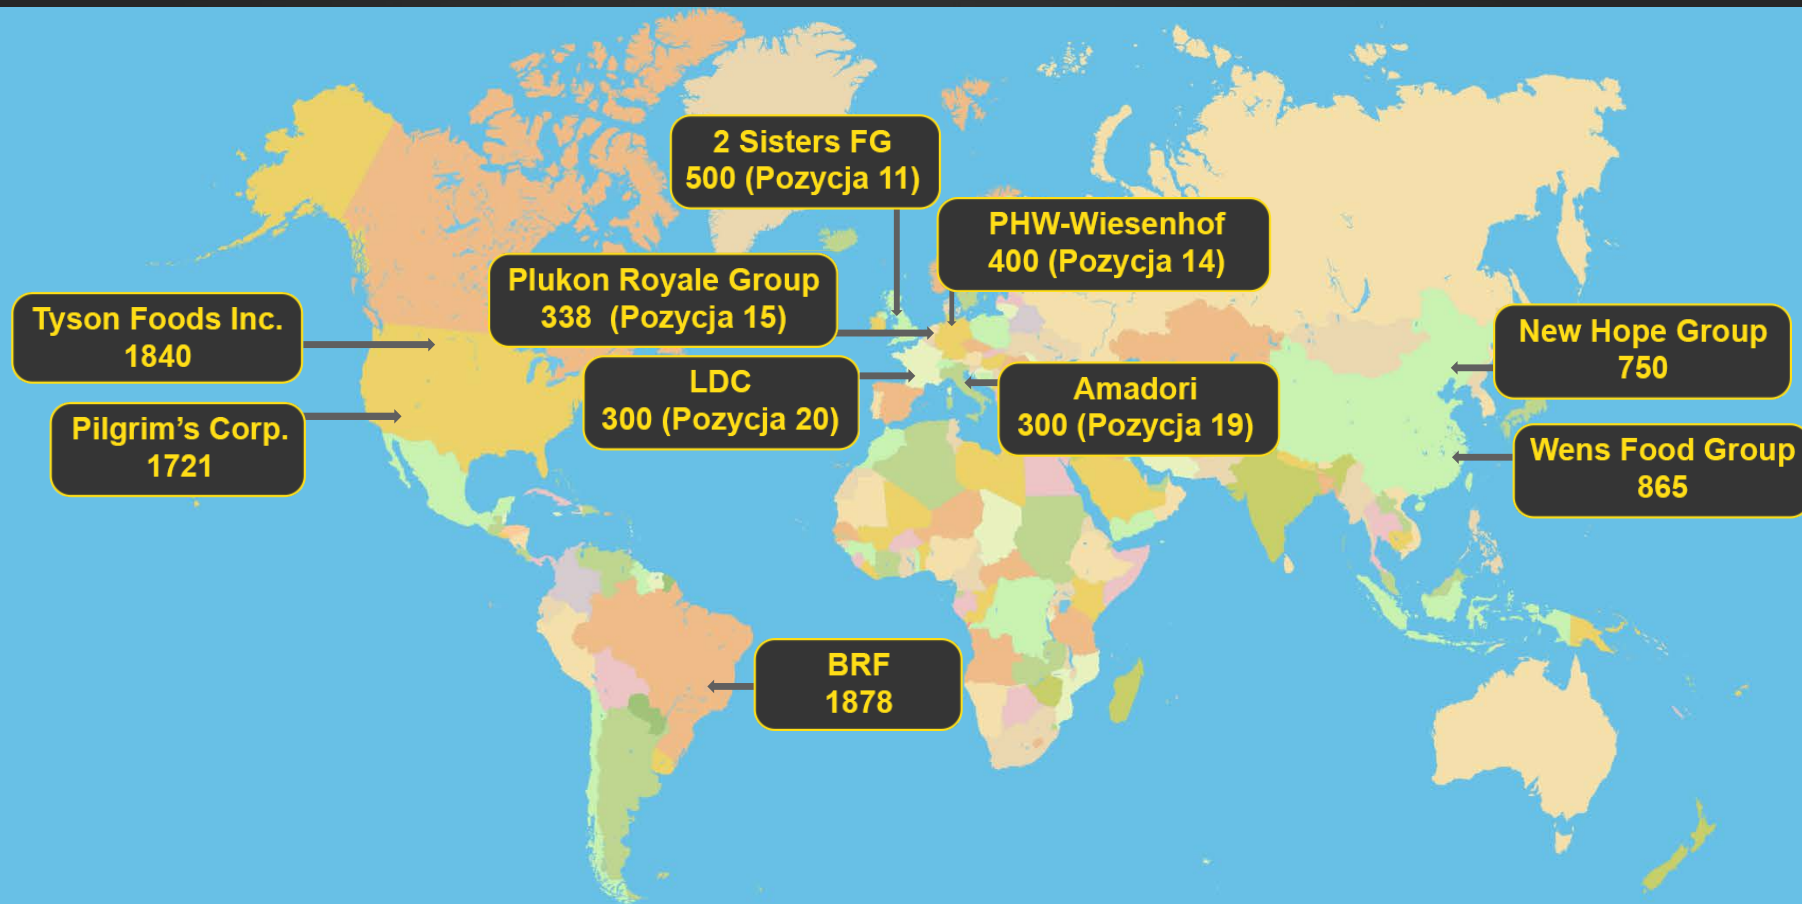 2 Sisters FG
500 (Pozycja 11)
PHW-Wiesenhof
400 (Pozycja 14)
Plukon Royale Group
338  (Pozycja 15)
Tyson Foods Inc.
1840
New Hope Group
750
LDC
300 (Pozycja 20)
Amadori
300 (Pozycja 19)
Pilgrim’s Corp.
1721
Wens Food Group
865
BRF
1878